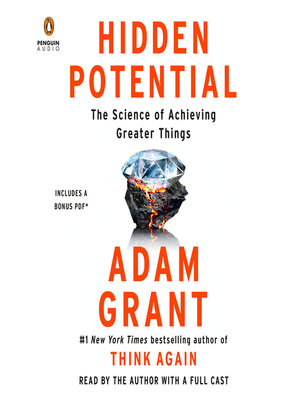 PENGUIN
AUDIO
HIDDEN
POTENTIAL
The Science of Achieving
Greater Things
INCLUDES A
BONUS PDF*
ADAM
GRANT
#1 New York Times bestselling author of
THINK AGAIN
READ BY THE AUTHOR WITH A FULL CAST